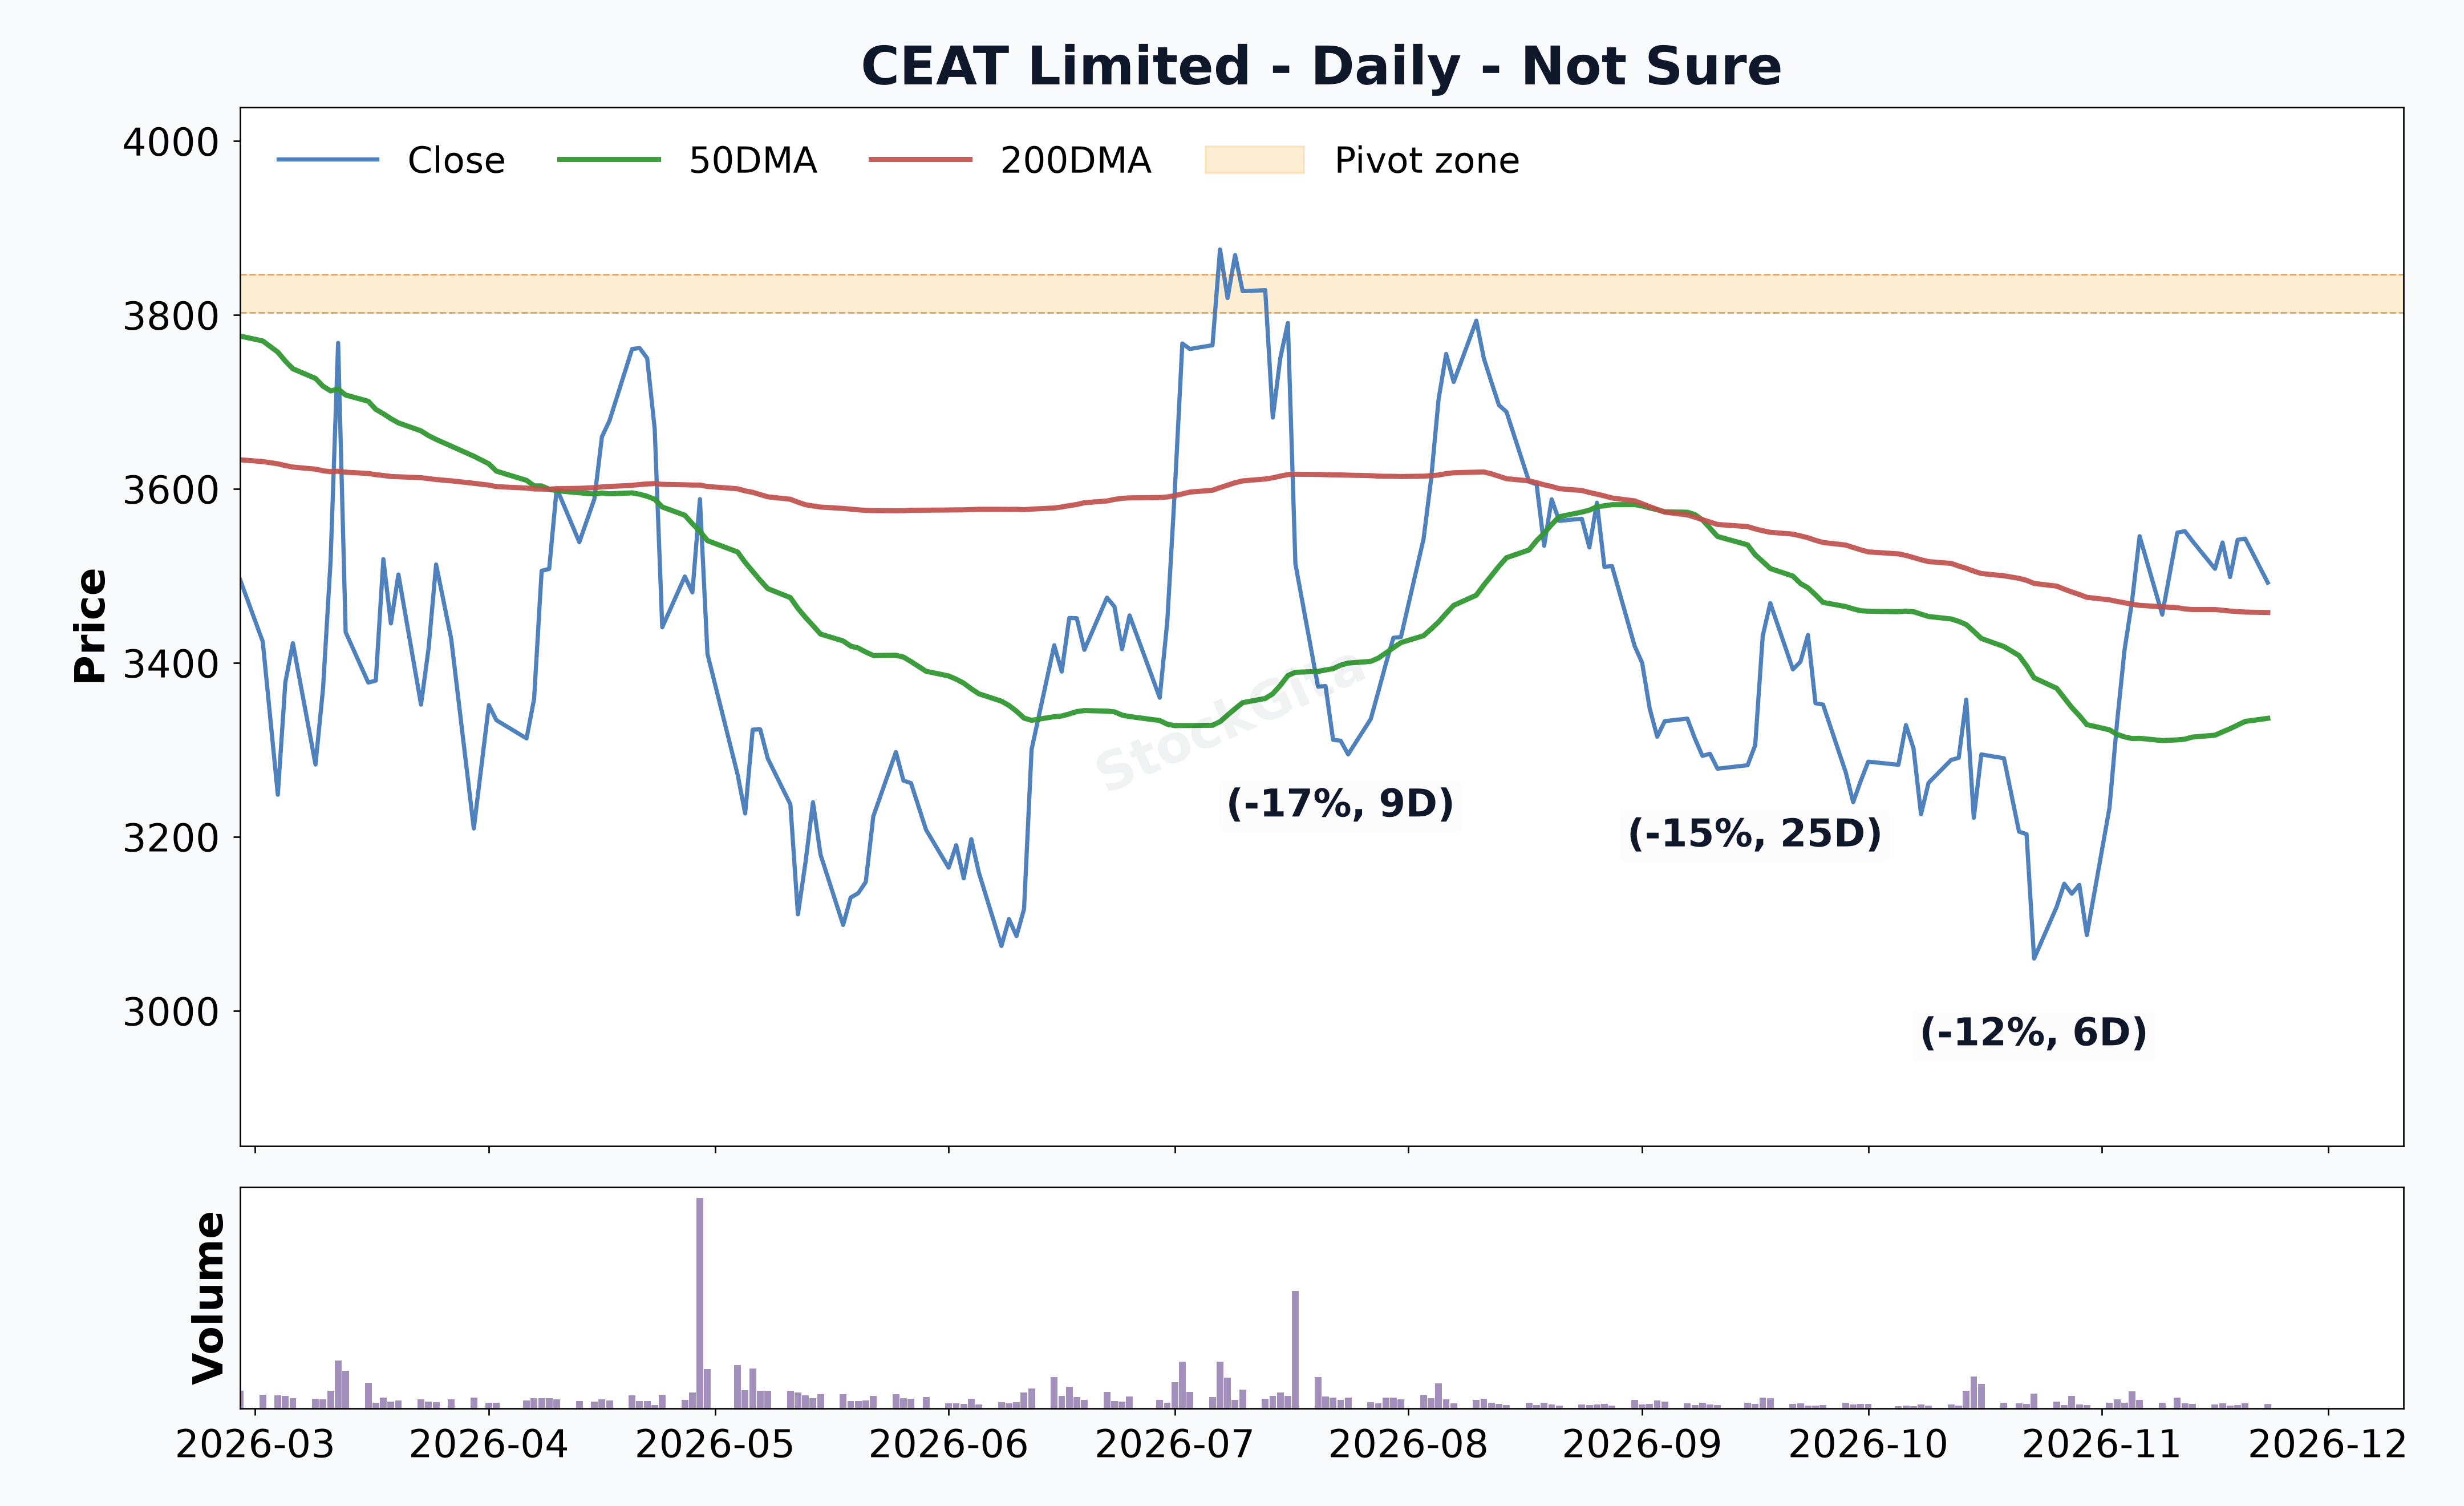 CEAT Limited - Daily - Not Sure
Close 50DMA 200DMA Pivot zone
4000
3800
3600
3400
3200
3000
Price
StockGita
(-17%, 9D)
(-15%, 25D)
(-12%, 6D)
Volume
2026-03 2026-04 2026-05 2026-06 2026-07 2026-08 2026-09 2026-10 2026-11 2026-12